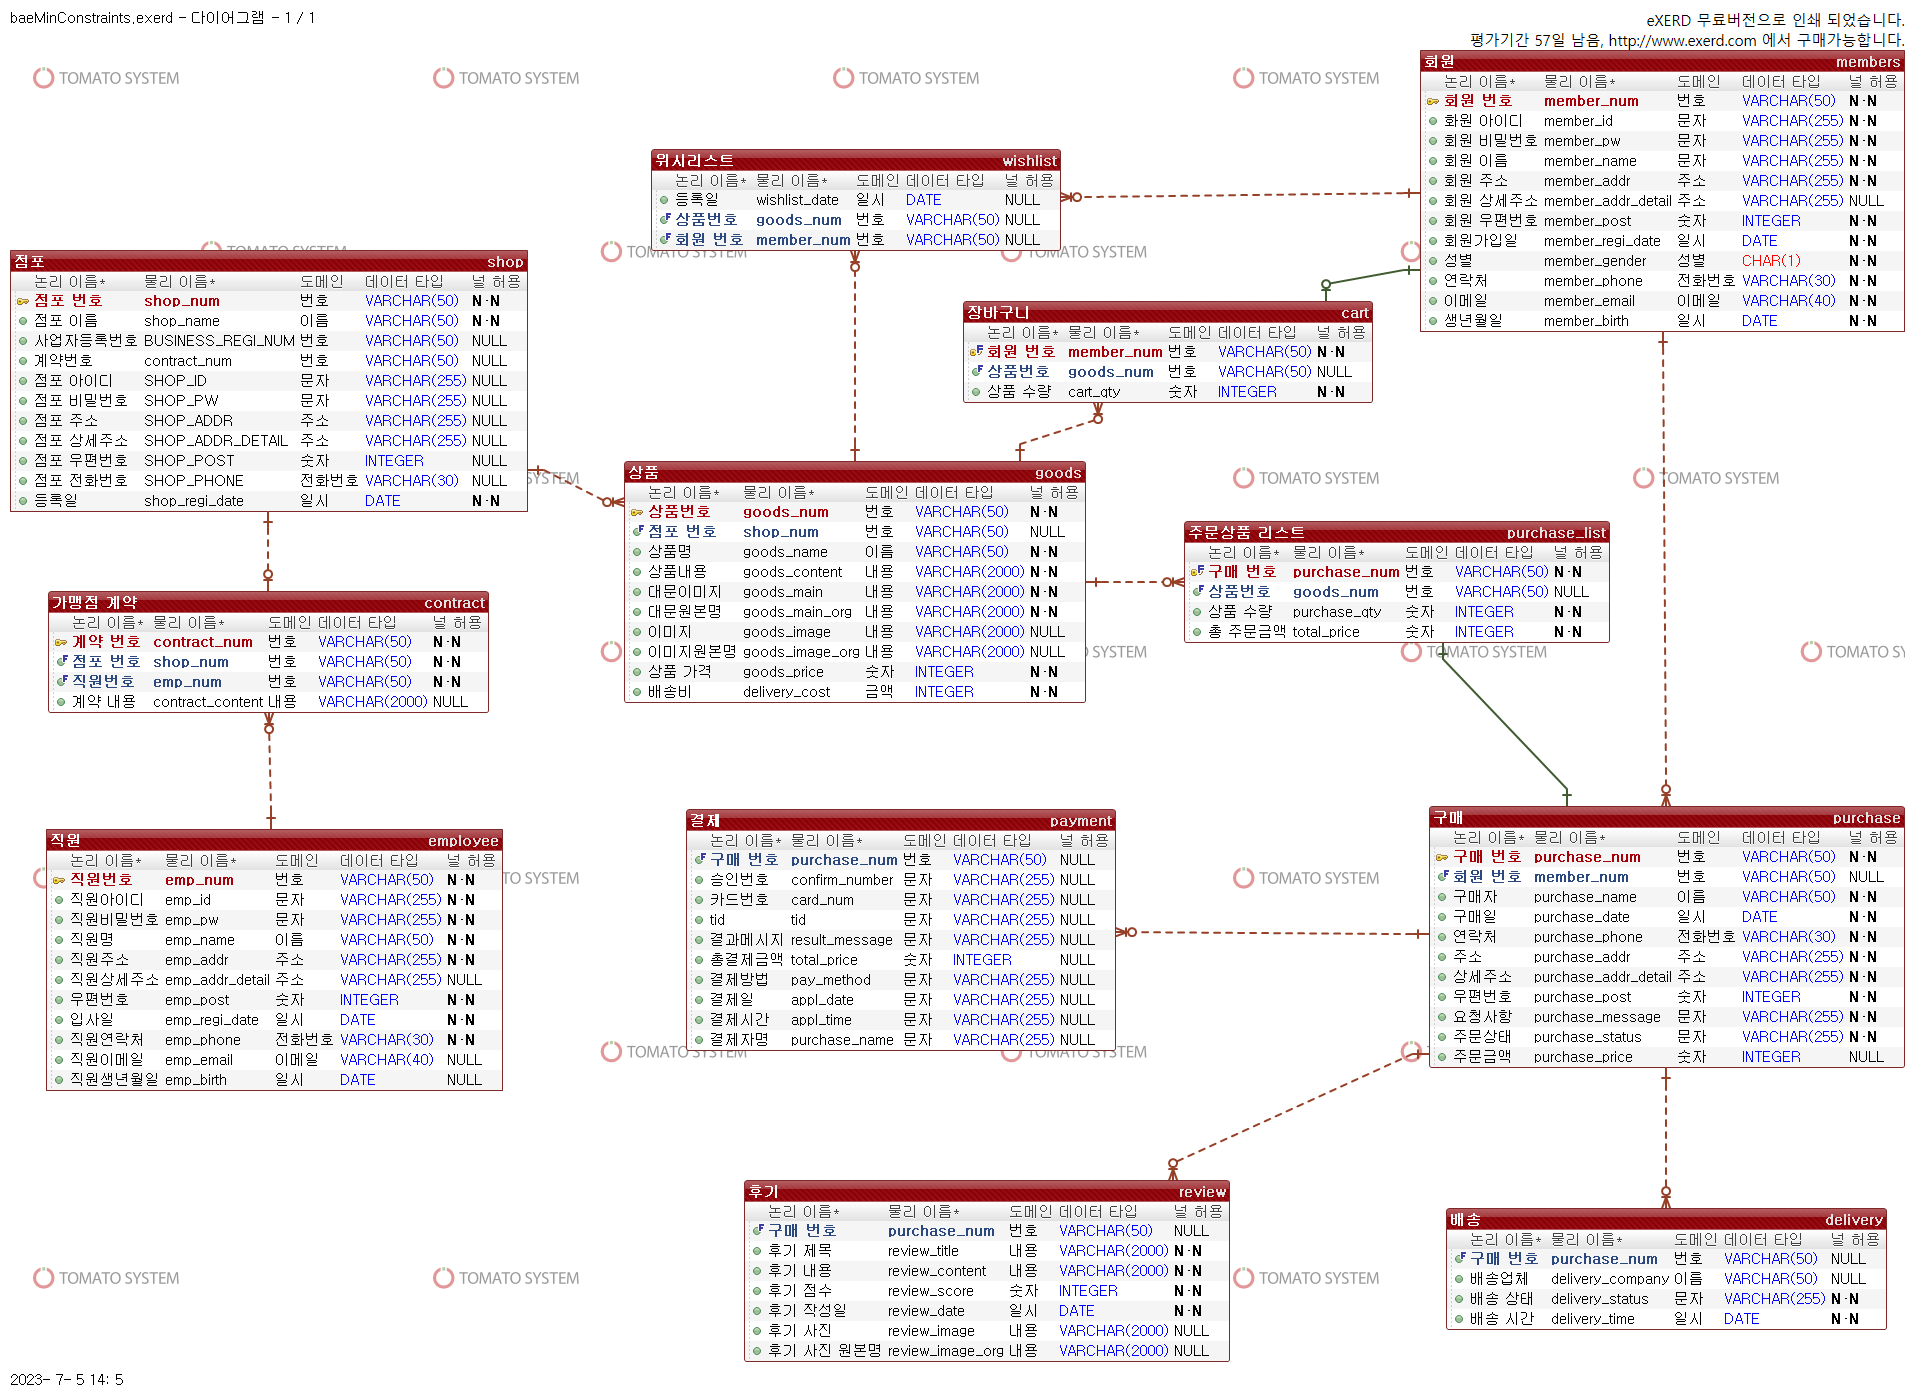 baeMinConstraints.exerd - 다이어그램 - 1 / 1
eXERD 무료버전으로 인쇄 되었습니다.
평가기간 57일 남음, http://www.exerd.com 에서 구매가능합니다.
TOMATO SYSTEM TOMATO SYSTEM TOMATO SYSTEM TOMATO SYSTEM
회원 members
논리 이름* 물리 이름* 도메인 데이터 타입 널 허용
회원 번호 member_num 번호 VARCHAR(50) N·N
화원 아이디 member_id 문자 VARCHAR(255) N·N
회원 비밀번호 member_pw 문자 VARCHAR(255) N·N
회원 이름 member_name 문자 VARCHAR(255) N·N
회원 주소 member_addr 주소 VARCHAR(255) N·N
회원 상세주소 member_addr_detail 주소 VARCHAR(255) NULL
회원 우편번호 member_post 숫자 INTEGER N·N
회원가입일 member_regi_date 일시 DATE N·N
성별 member_gender 성별 CHAR(1) N·N
연락처 member_phone 전화번호 VARCHAR(30) N·N
이메일 member_email 이메일 VARCHAR(40) N·N
생년월일 member_birth 일시 DATE N·N
위시리스트 wishlist
논리 이름* 물리 이름* 도메인 데이터 타입 널 허용
등록일 wishlist_date 일시 DATE NULL
상품번호 goods_num 번호 VARCHAR(50) NULL
회원 번호 member_num 번호 VARCHAR(50) NULL
TOMATO SYSTEM TOMATO SYSTEM TOMATO SYSTEM
점포 shop
논리 이름* 물리 이름* 도메인 데이터 타입 널 허용
점포 번호 shop_num 번호 VARCHAR(50) N·N
점포 이름 shop_name 이름 VARCHAR(50) N·N
사업자등록번호 BUSINESS_REGI_NUM 번호 VARCHAR(50) NULL
계약번호 contract_num 번호 VARCHAR(50) NULL
점포 아이디 SHOP_ID 문자 VARCHAR(255) NULL
점포 비밀번호 SHOP_PW 문자 VARCHAR(255) NULL
점포 주소 SHOP_ADDR 주소 VARCHAR(255) NULL
점포 상세주소 SHOP_ADDR_DETAIL 주소 VARCHAR(255) NULL
점포 우편번호 SHOP_POST 숫자 INTEGER NULL
점포 전화번호 SHOP_PHONE 전화번호 VARCHAR(30) NULL
등록일 shop_regi_date 일시 DATE N·N
장바구니 cart
논리 이름* 물리 이름* 도메인 데이터 타입 널 허용
회원 번호 member_num 번호 VARCHAR(50) N·N
상품번호 goods_num 번호 VARCHAR(50) NULL
상품 수량 cart_qty 숫자 INTEGER N·N
SYSTEM TOMATO SYSTEM TOMATO SYSTEM
상품 goods
논리 이름* 물리 이름* 도메인 데이터 타입 널 허용
상품번호 goods_num 번호 VARCHAR(50) N·N
점포 번호 shop_num 번호 VARCHAR(50) NULL
상품명 goods_name 이름 VARCHAR(50) N·N
상품내용 goods_content 내용 VARCHAR(2000) N·N
대문이미지 goods_main 내용 VARCHAR(2000) N·N
대문원본명 goods_main_org 내용 VARCHAR(2000) N·N
이미지 goods_image 내용 VARCHAR(2000) NULL
이미지원본명 goods_image_org 내용 VARCHAR(2000) NULL
상품 가격 goods_price 숫자 INTEGER N·N
배송비 delivery_cost 금액 INTEGER N·N
주문상품 리스트 purchase_list
논리 이름* 물리 이름* 도메인 데이터 타입 널 허용
구매 번호 purchase_num 번호 VARCHAR(50) N·N
상품번호 goods_num 번호 VARCHAR(50) NULL
상품 수량 purchase_qty 숫자 INTEGER N·N
총 주문금액 total_price 숫자 INTEGER N·N
SYSTEM TOMATO SYSTEM TOMATO S
가맹점 계약 contract
논리 이름* 물리 이름* 도메인 데이터 타입 널 허용
계약 번호 contract_num 번호 VARCHAR(50) N·N
점포 번호 shop_num 번호 VARCHAR(50) N·N
직원번호 emp_num 번호 VARCHAR(50) N·N
계약 내용 contract_content 내용 VARCHAR(2000) NULL
직원 employee
논리 이름* 물리 이름* 도메인 데이터 타입 널 허용
직원번호 emp_num 번호 VARCHAR(50) N·N
직원아이디 emp_id 문자 VARCHAR(255) N·N
직원비밀번호 emp_pw 문자 VARCHAR(255) N·N
직원명 emp_name 이름 VARCHAR(50) N·N
직원주소 emp_addr 주소 VARCHAR(255) N·N
직원상세주소 emp_addr_detail 주소 VARCHAR(255) NULL
우편번호 emp_post 숫자 INTEGER N·N
입사일 emp_regi_date 일시 DATE N·N
직원연락처 emp_phone 전화번호 VARCHAR(30) N·N
직원이메일 emp_email 이메일 VARCHAR(40) NULL
직원생년월일 emp_birth 일시 DATE NULL
TO SYSTEM TOMATO SYSTEM
결제 payment
논리 이름* 물리 이름* 도메인 데이터 타입 널 허용
구매 번호 purchase_num 번호 VARCHAR(50) NULL
승인번호 confirm_number 문자 VARCHAR(255) NULL
카드번호 card_num 문자 VARCHAR(255) NULL
tid tid 문자 VARCHAR(255) NULL
결과메시지 result_message 문자 VARCHAR(255) NULL
총결제금액 total_price 숫자 INTEGER NULL
결제방법 pay_method 문자 VARCHAR(255) NULL
결제일 appl_date 문자 VARCHAR(255) NULL
결제시간 appl_time 문자 VARCHAR(255) NULL
결제자명 purchase_name 문자 VARCHAR(255) NULL
TOMATO SYSTEM TOMATO SYSTEM
구매 purchase
논리 이름* 물리 이름* 도메인 데이터 타입 널 허용
구매 번호 purchase_num 번호 VARCHAR(50) N·N
회원 번호 member_num 번호 VARCHAR(50) NULL
구매자 purchase_name 이름 VARCHAR(50) N·N
구매일 purchase_date 일시 DATE N·N
연락처 purchase_phone 전화번호 VARCHAR(30) N·N
주소 purchase_addr 주소 VARCHAR(255) N·N
상세주소 purchase_addr_detail 주소 VARCHAR(255) N·N
우편번호 purchase_post 숫자 INTEGER N·N
요청사항 purchase_message 문자 VARCHAR(255) N·N
주문상태 purchase_status 문자 VARCHAR(255) N·N
주문금액 purchase_price 숫자 INTEGER NULL
후기 review
논리 이름* 물리 이름* 도메인 데이터 타입 널 허용
구매 번호 purchase_num 번호 VARCHAR(50) NULL
후기 제목 review_title 내용 VARCHAR(2000) N·N
후기 내용 review_content 내용 VARCHAR(2000) N·N
후기 점수 review_score 숫자 INTEGER N·N
후기 작성일 review_date 일시 DATE N·N
후기 사진 review_image 내용 VARCHAR(2000) NULL
후기 사진 원본명 review_image_org 내용 VARCHAR(2000) NULL
배송 delivery
논리 이름* 물리 이름* 도메인 데이터 타입 널 허용
구매 번호 purchase_num 번호 VARCHAR(50) NULL
배송업체 delivery_company 이름 VARCHAR(50) NULL
배송 상태 delivery_status 문자 VARCHAR(255) N·N
배송 시간 delivery_time 일시 DATE N·N
TOMATO SYSTEM TOMATO SYSTEM TOMATO SYSTEM
2023- 7- 5 14: 5